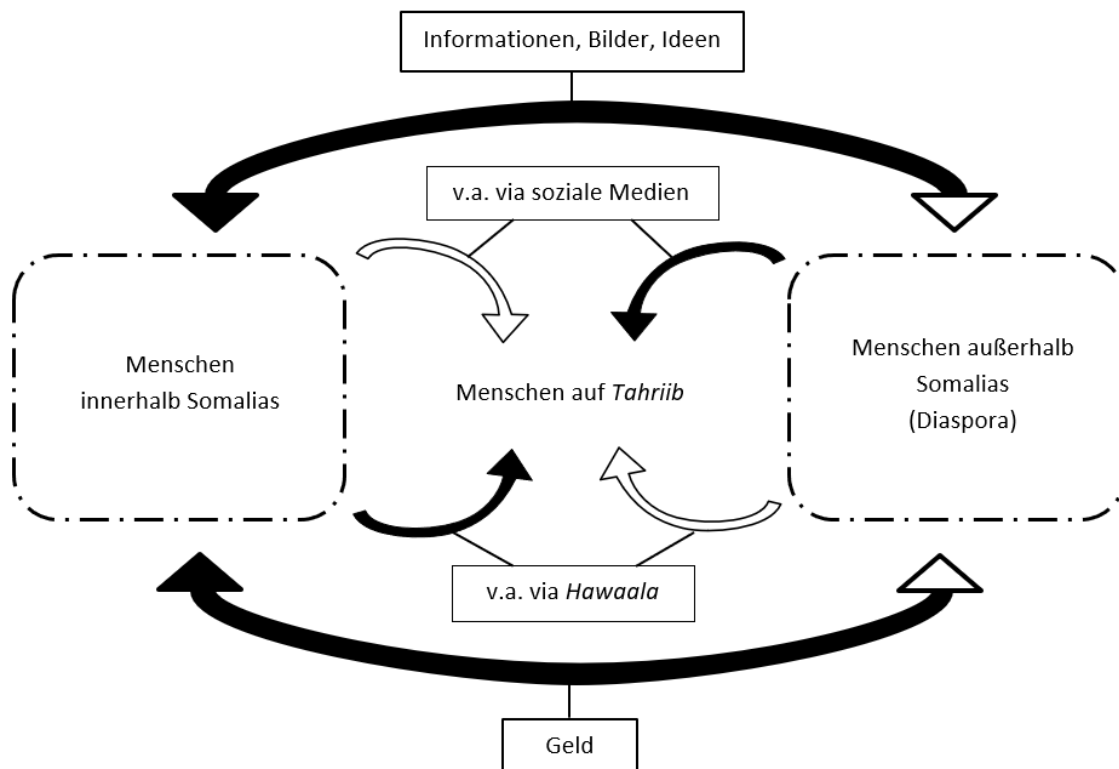 Informationen, Bilder, Ideen
v.a. via soziale Medien
Menschen
innerhalb Somalias
Menschen auf Tahriib
Menschen außerhalb
Somalias
(Diaspora)
v.a. via Hawaala
Geld